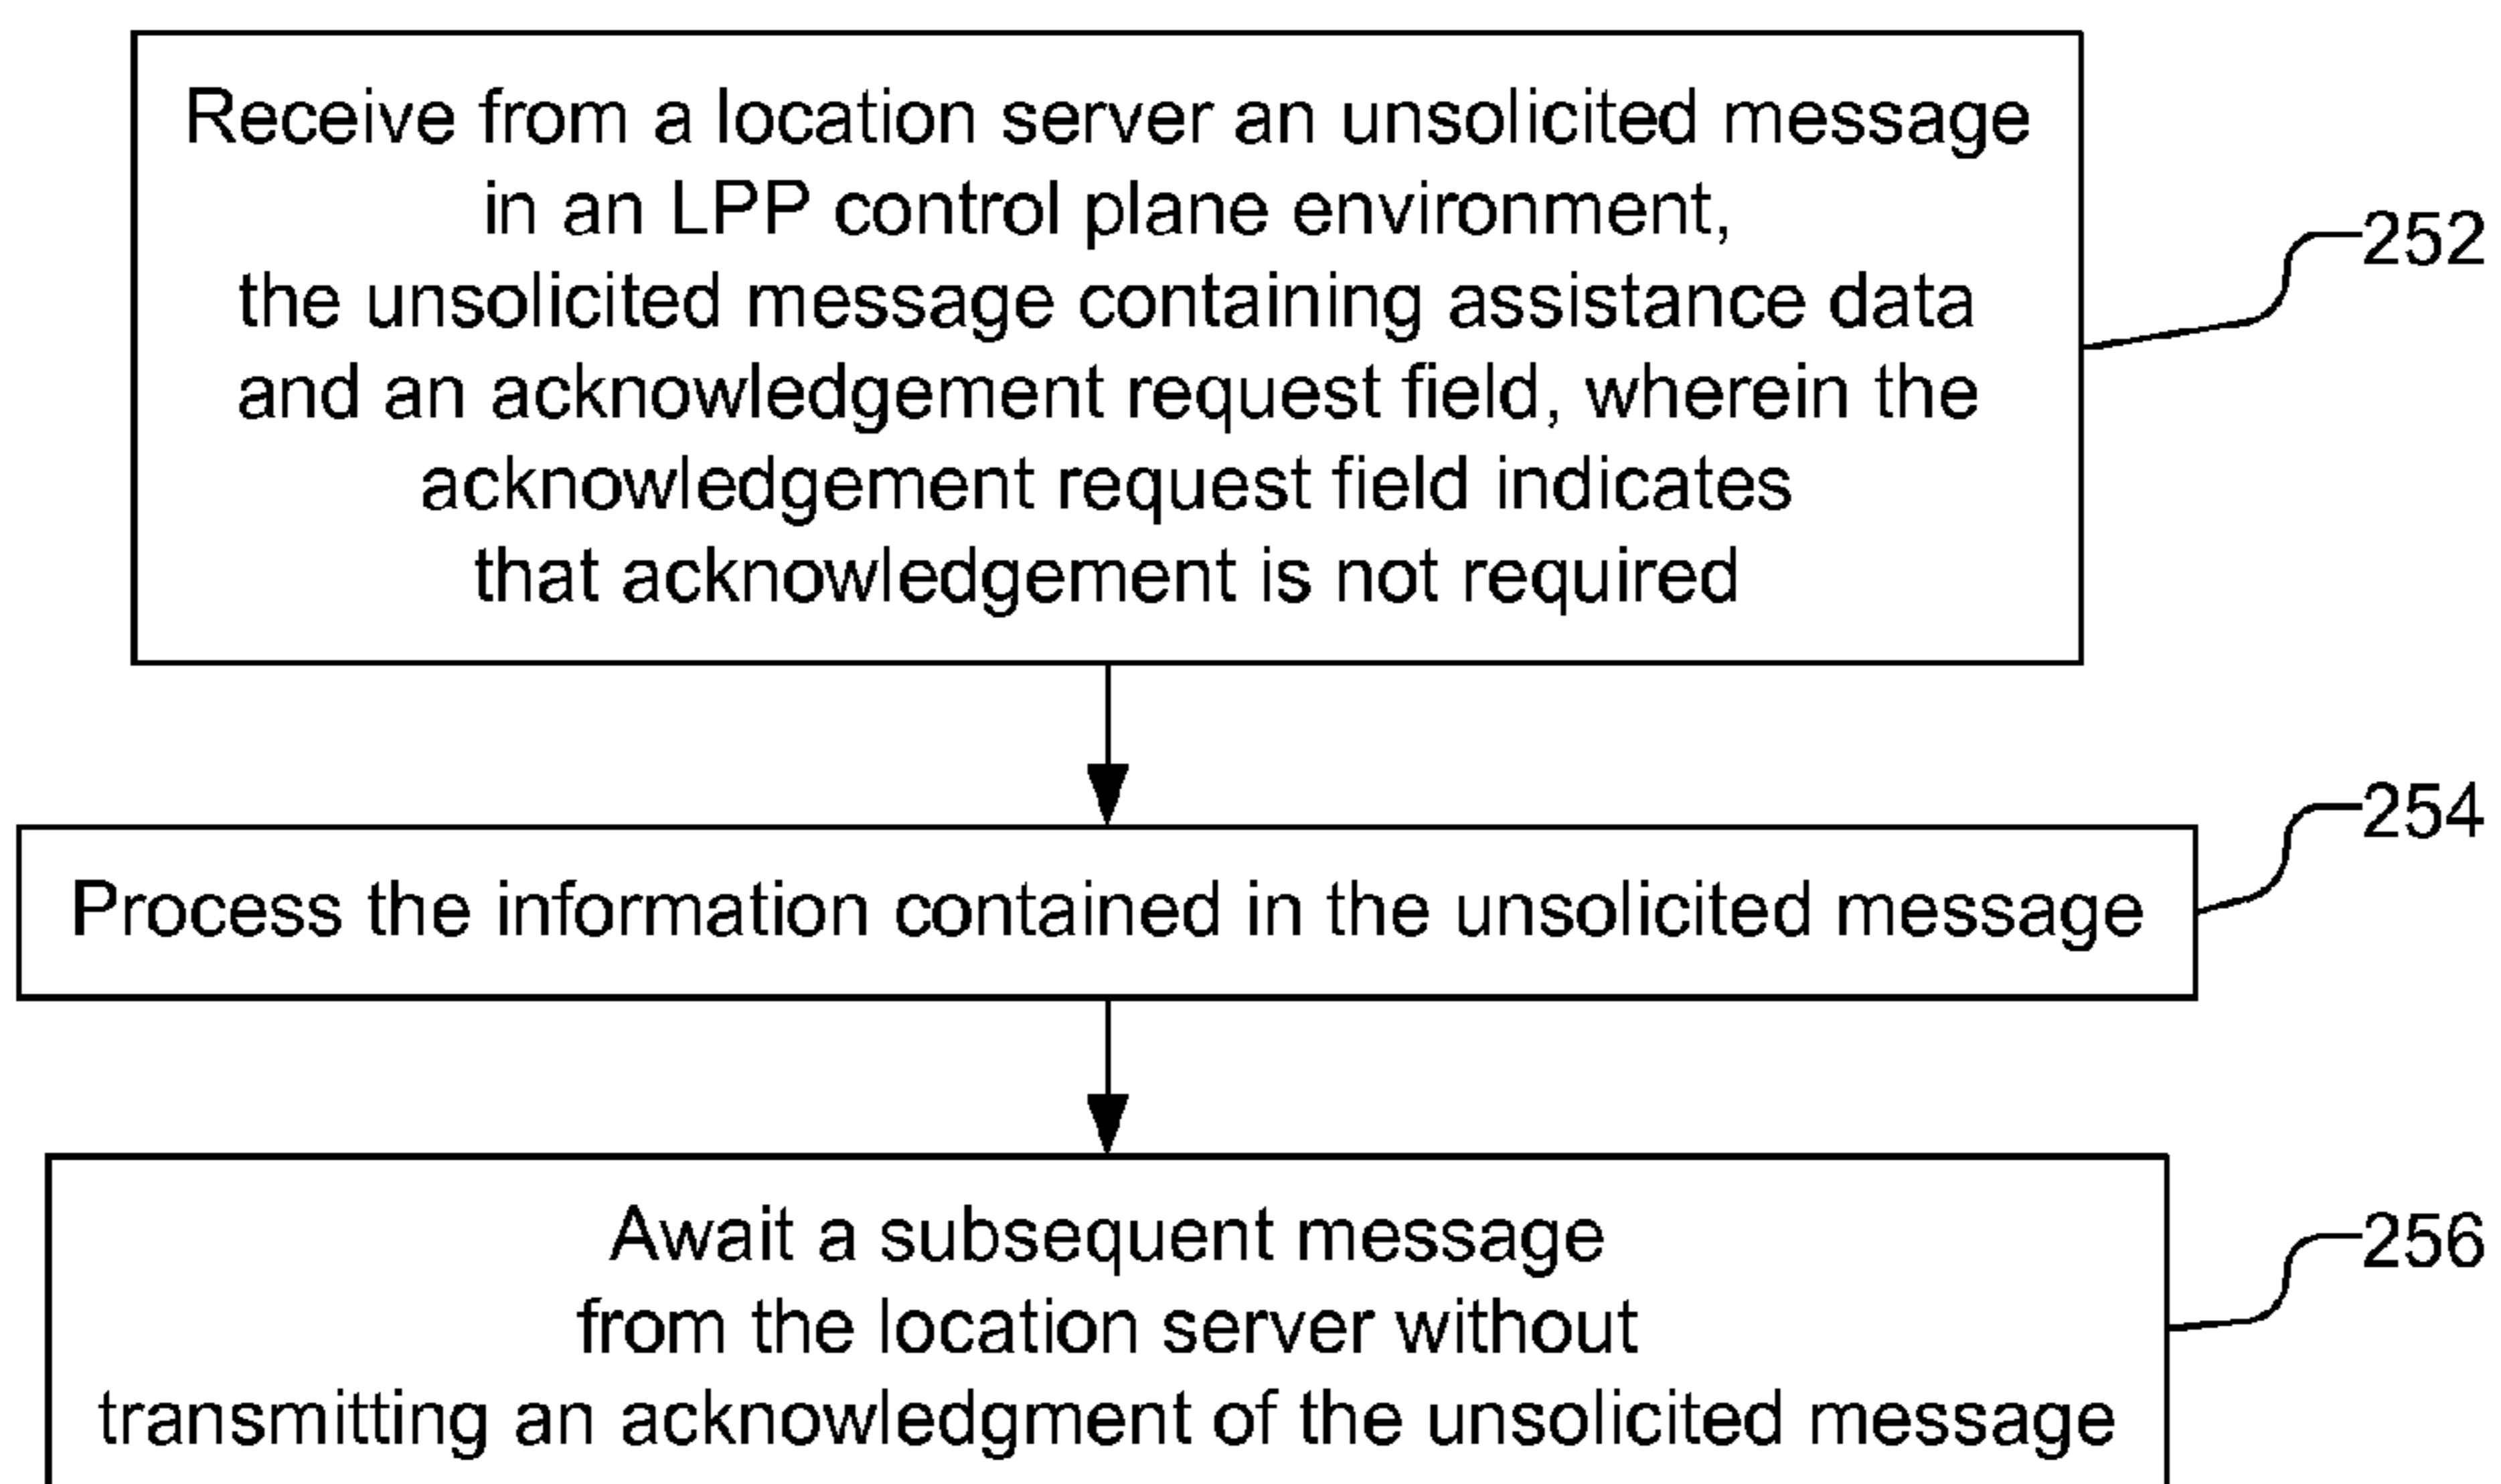 Receive from a location server an unsolicited message
in an LPP control plane environment,
the unsolicited message containing assistance data
and an acknowledgement request field, wherein the
acknowledgement request field indicates
that acknowledgement is not required
252
Process the information contained in the unsolicited message
254
Await a subsequent message
from the location server without
transmitting an acknowledgment of the unsolicited message
256